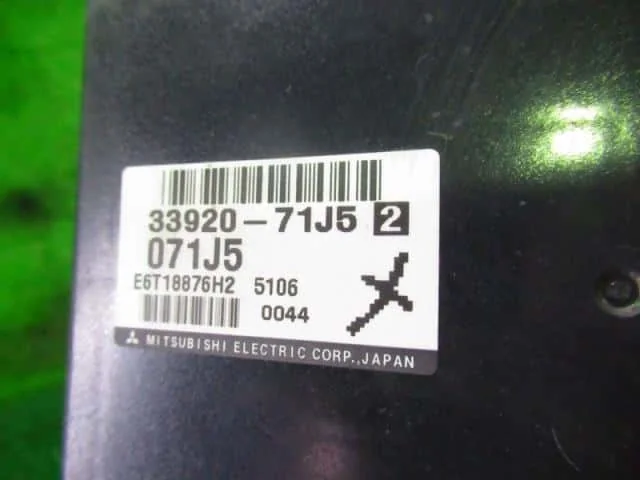 33920-71J5 2
071J5
E6T18876H2 5106
0044
MITSUBISHI ELECTRIC CORP., JAPAN